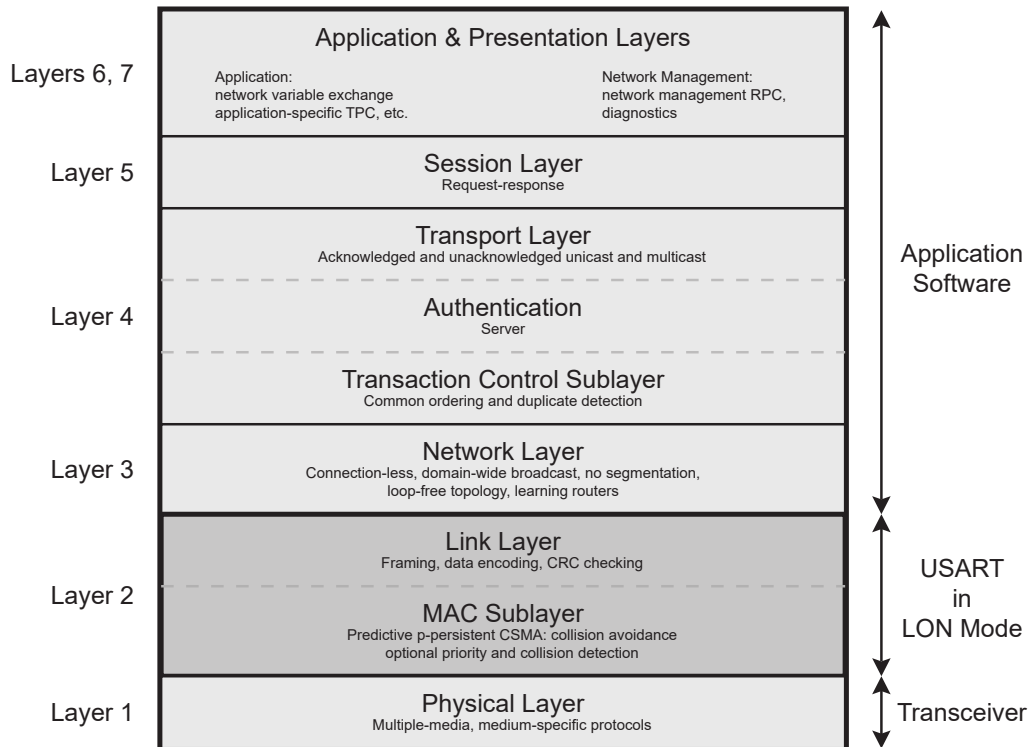 Application & Presentation Layers
Layers 6, 7
Application:
network variable exchange
application-specific TPC, etc.
Network Management:
network management RPC,
diagnostics
Layer 5
Session Layer
Request-response
Transport Layer
Acknowledged and unacknowledged unicast and multicast
Layer 4
Authentication
Server
Transaction Control Sublayer
Common ordering and duplicate detection
Layer 3
Network Layer
Connection-less, domain-wide broadcast, no segmentation,
loop-free topology, learning routers
Application
Software
Layer 2
Link Layer
Framing, data encoding, CRC checking
MAC Sublayer
Predictive p-persistent CSMA: collision avoidance
optional priority and collision detection
USART
in
LON Mode
Layer 1
Physical Layer
Multiple-media, medium-specific protocols
Transceiver